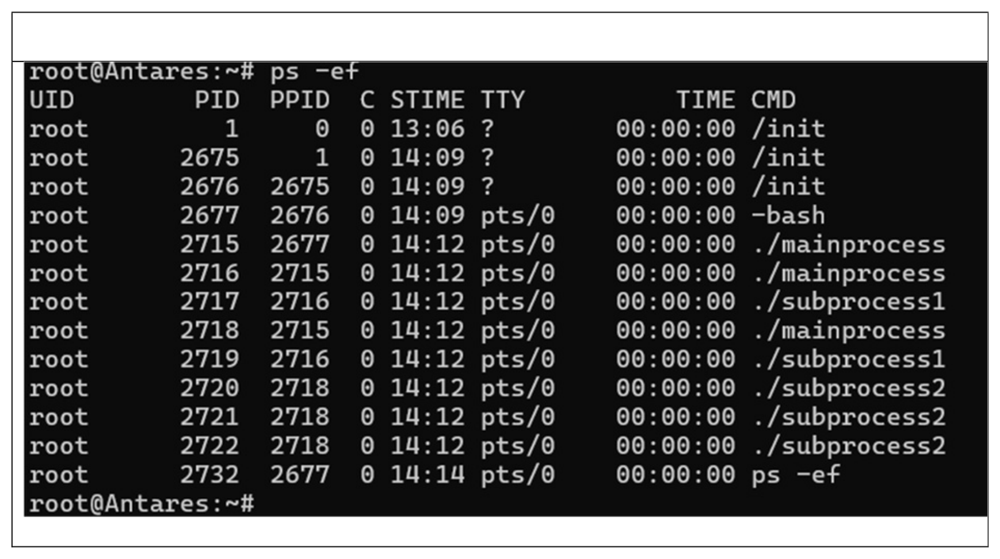 root@Antares:~# ps -ef
UID        PID  PPID  C STIME TTY          TIME CMD
root         1     0  0 13:06 ?        00:00:00 /init
root      2675     1  0 14:09 ?        00:00:00 /init
root      2676  2675  0 14:09 ?        00:00:00 /init
root      2677  2676  0 14:09 pts/0    00:00:00 -bash
root      2715  2677  0 14:12 pts/0    00:00:00 ./mainprocess
root      2716  2715  0 14:12 pts/0    00:00:00 ./mainprocess
root      2717  2716  0 14:12 pts/0    00:00:00 ./subprocess1
root      2718  2715  0 14:12 pts/0    00:00:00 ./mainprocess
root      2719  2716  0 14:12 pts/0    00:00:00 ./subprocess1
root      2720  2718  0 14:12 pts/0    00:00:00 ./subprocess2
root      2721  2718  0 14:12 pts/0    00:00:00 ./subprocess2
root      2722  2718  0 14:12 pts/0    00:00:00 ./subprocess2
root      2732  2677  0 14:14 pts/0    00:00:00 ps -ef
root@Antares:~#